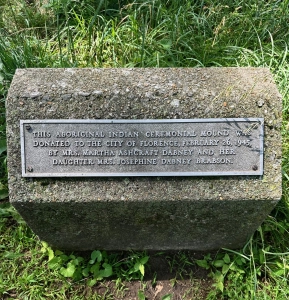 THIS ABORIGINAL INDIAN CEREMONIAL MOUND WAS
DONATED TO THE CITY OF FLORENCE, FEBRUARY 26, 1945,
BY MRS. MARTHA ASHCRAFT DABNEY AND HER
DAUGHTER MRS. JOSEPHINE DABNEY BRABSON.